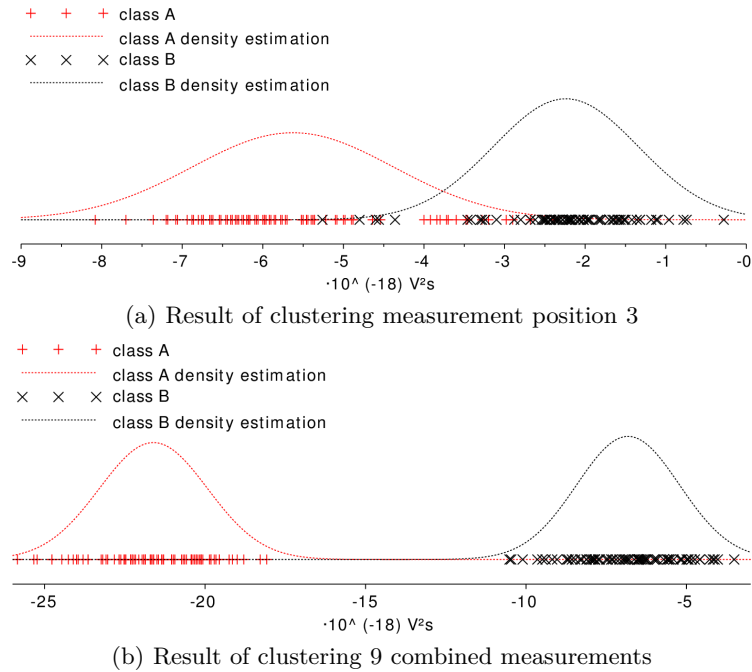 class A
class A density estimation
class B
class B density estimation
-9 -8 -7 -6 -5 -4 -3 -2 -1 -0
·10^ (-18) V²s
(a) Result of clustering measurement position 3
class A
class A density estimation
class B
class B density estimation
-25 -20 -15 -10 -5
·10^ (-18) V²s
(b) Result of clustering 9 combined measurements